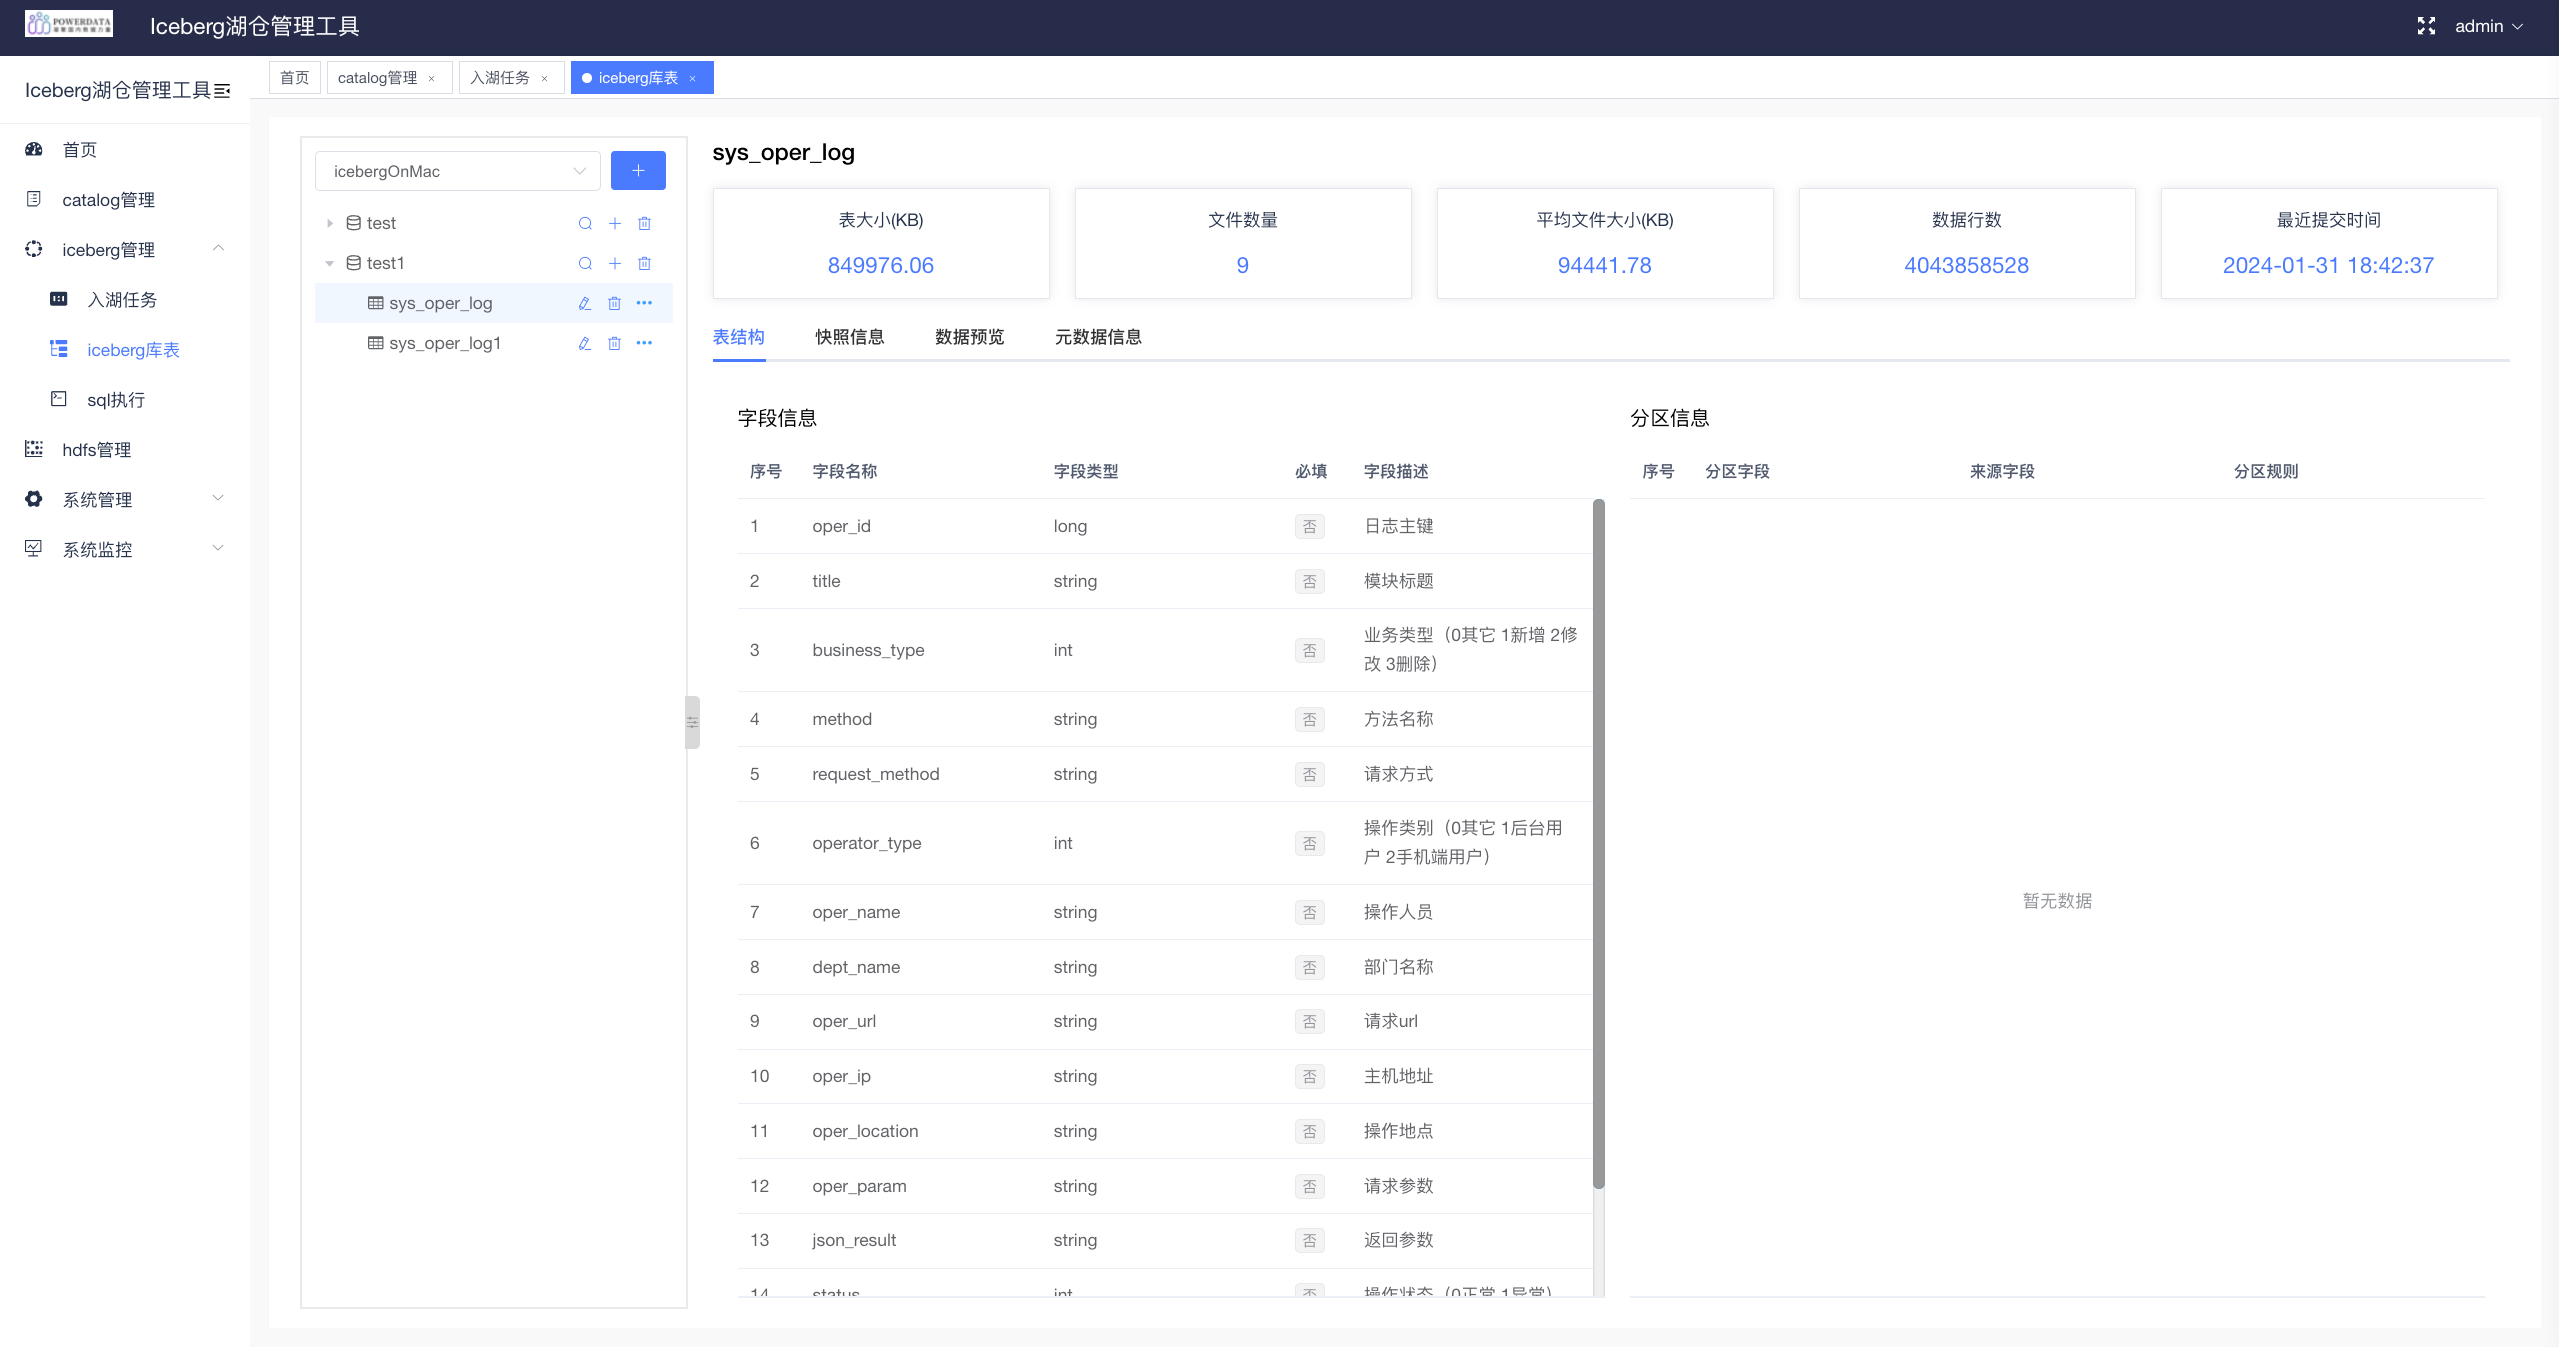 POWERDATA
Iceberg湖仓管理工具
admin
Iceberg湖仓管理工具
首页
catalog管理
iceberg管理
入湖任务
iceberg库表
sql执行
hdfs管理
系统管理
系统监控
首页
catalog管理 ×
入湖任务 ×
iceberg库表 ×
icebergOnMac
test
test1
sys_oper_log
sys_oper_log1
sys_oper_log
表大小(KB)
849976.06
文件数量
9
平均文件大小(KB)
94441.78
数据行数
4043858528
最近提交时间
2024-01-31 18:42:37
表结构 快照信息 数据预览 元数据信息
字段信息
序号 字段名称 字段类型 必填 字段描述
1 oper_id long 否 日志主键
2 title string 否 模块标题
3 business_type int 否 业务类型（0其它 1新增 2修
改 3删除）
4 method string 否 方法名称
5 request_method string 否 请求方式
6 operator_type int 否 操作类别（0其它 1后台用
户 2手机端用户）
7 oper_name string 否 操作人员
8 dept_name string 否 部门名称
9 oper_url string 否 请求url
10 oper_ip string 否 主机地址
11 oper_location string 否 操作地点
12 oper_param string 否 请求参数
13 json_result string 否 返回参数
14 status int 否 操作状态（0正常 1异常）
分区信息
序号 分区字段 来源字段 分区规则
暂无数据